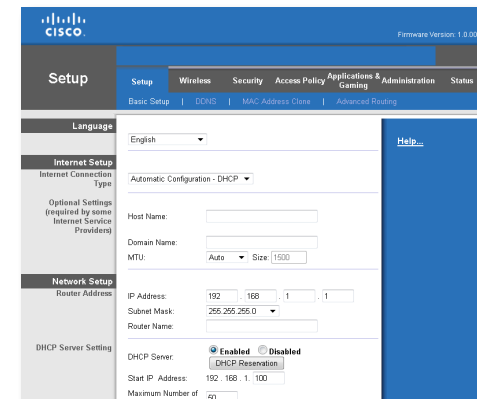 CISCO
Firmware Version: 1.0.00
Setup
Setup Wireless Security Access Policy Applications & Gaming Administration Status
Basic Setup | DDNS | MAC Address Clone | Advanced Routing
Language
English
Help...
Internet Setup
Internet Connection Type
Automatic Configuration - DHCP
Optional Settings
(required by some
Internet Service
Providers)
Host Name:
Domain Name:
MTU: Auto Size: 1500
Network Setup
Router Address
IP Address: 192 . 168 . 1 . 1
Subnet Mask: 255.255.255.0
Router Name:
DHCP Server Setting
DHCP Server: Enabled Disabled
DHCP Reservation
Start IP Address: 192 . 168 . 1. 100
Maximum Number of 50